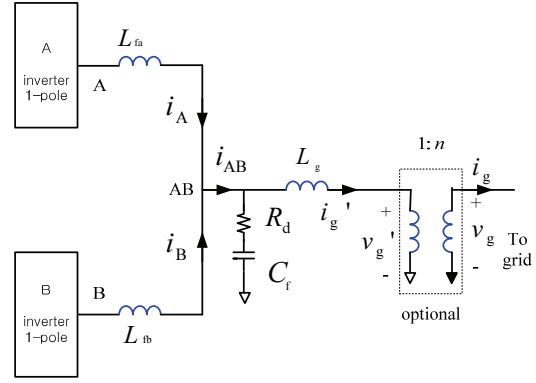 A
inverter
1-pole
A
L fa
i A
AB
i AB
L g
i g '
R d
C f
1: n
i g
+
v g '
-
+
v g
-
To
grid
optional
i B
B
inverter
1-pole
B
L fb